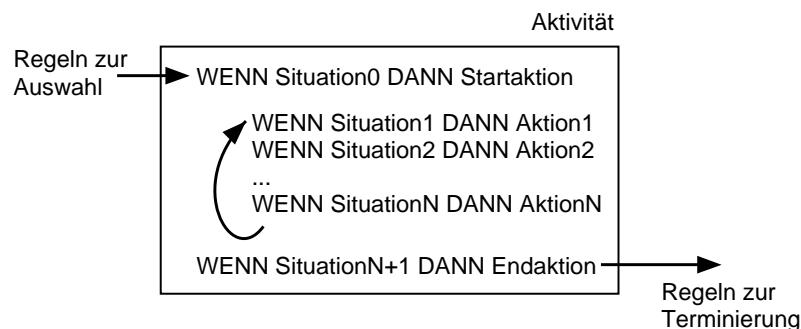 Aktivität
Regeln zur
Auswahl
WENN Situation0 DANN Startaktion
WENN Situation1 DANN Aktion1
WENN Situation2 DANN Aktion2
...
WENN SituationN DANN AktionN
WENN SituationN+1 DANN Endaktion
Regeln zur
Terminierung